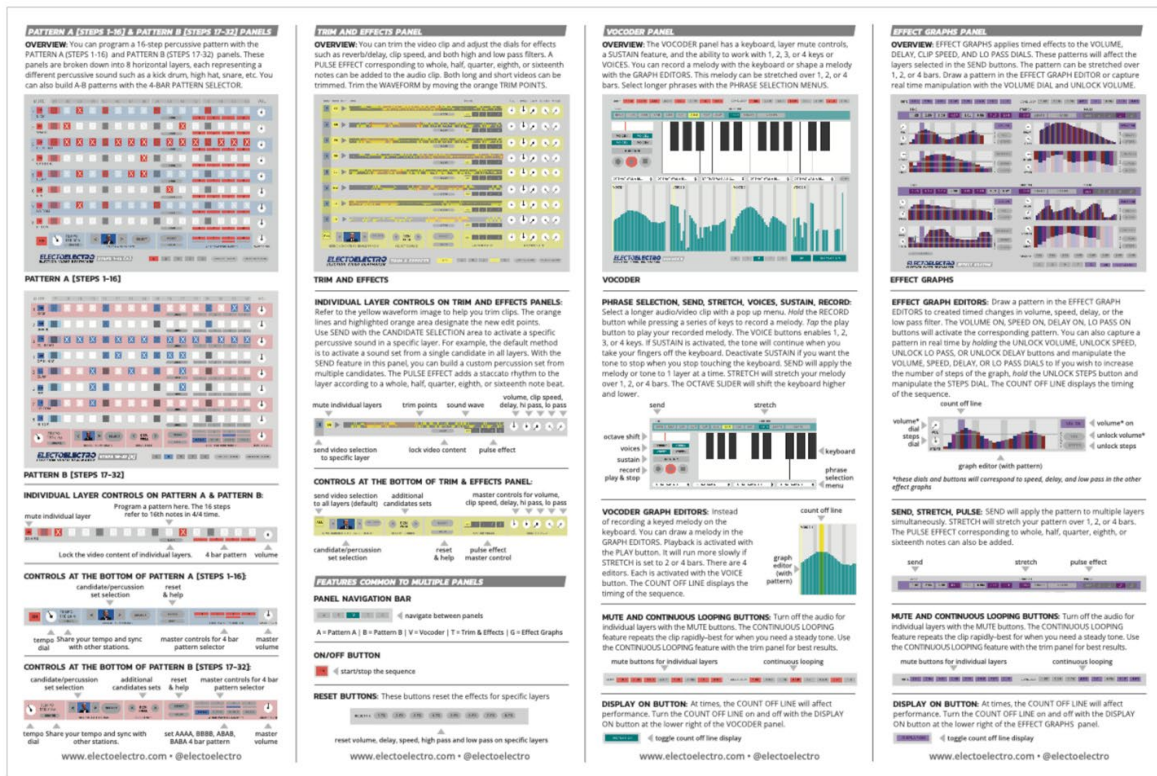 PATTERN A [STEPS 1-16] & PATTERN B [STEPS 17-32] PANELS
OVERVIEW: You can program a 16-step percussive pattern with the
PATTERN A (STEPS 1-16) and PATTERN B (STEPS 17-32) panels. These
panels are broken down into 8 horizontal layers, each representing a
different percussive sound such as a kick drum, high hat, snare, etc. You
can also build A-B patterns with the 4-BAR PATTERN SELECTOR.
ELECTOELECTRO
PATTERN A [STEPS 1-16]
ELECTOELECTRO
PATTERN B [STEPS 17-32]
INDIVIDUAL LAYER CONTROLS ON PATTERN A & PATTERN B:
Program a pattern here. The 16 steps
refer to 16th notes in 4/4 time.
mute individual layer
Lock the video content of individual layers.
4 bar pattern
volume
CONTROLS AT THE BOTTOM OF PATTERN A [STEPS 1-16]:
candidate/percussion
set selection
reset
& help
tempo
dial
Share your tempo and sync
with other stations.
master controls for 4 bar
pattern selector
master
volume
CONTROLS AT THE BOTTOM OF PATTERN B [STEPS 17-32]:
candidate/percussion
set selection
additional
candidates sets
reset
& help
master controls for 4 bar
pattern selector
tempo
dial
Share your tempo and sync with
other stations.
set AAAA, BBBB, ABAB,
BABA 4 bar pattern
master
volume
www.electoelectro.com • @electoelectro
TRIM AND EFFECTS PANEL
OVERVIEW: You can trim the video clip and adjust the dials for effects
such as reverb/delay, clip speed, and both high and low pass filters. A
PULSE EFFECT corresponding to whole, half, quarter, eighth, or sixteenth
notes can be added to the audio clip. Both long and short videos can be
trimmed. Trim the WAVEFORM by moving the orange TRIM POINTS.
ELECTOELECTRO
TRIM AND EFFECTS
INDIVIDUAL LAYER CONTROLS ON TRIM AND EFFECTS PANELS:
Refer to the yellow waveform image to help you trim clips. The orange
lines and highlighted orange area designate the new edit points.
Use SEND with the CANDIDATE SELECTION area to activate a specific
percussive sound in a specific layer. For example, the default method
is to activate a sound set from a single candidate in all layers. With the
SEND feature in this panel, you can build a custom percussion set from
multiple candidates. The PULSE EFFECT adds a staccato rhythm to the
layer according to a whole, half, quarter, eighth, or sixteenth note beat.
mute individual layers
trim points
sound wave
volume, clip speed,
delay, hi pass, lo pass
send video selection
to specific layer
lock video content
pulse effect
CONTROLS AT THE BOTTOM OF TRIM & EFFECTS PANEL:
send video selection
to all layers (default)
additional
candidates sets
master controls for volume,
clip speed, delay, hi pass, lo pass
candidate/percussion
set selection
reset
& help
pulse effect
master control
FEATURES COMMON TO MULTIPLE PANELS
PANEL NAVIGATION BAR
navigate between panels
A = Pattern A | B = Pattern B | V = Vocoder | T = Trim & Effects | G = Effect Graphs
ON/OFF BUTTON
start/stop the sequence
RESET BUTTONS: These buttons reset the effects for specific layers
reset volume, delay, speed, high pass and low pass on specific layers
www.electoelectro.com • @electoelectro
VOCODER PANEL
OVERVIEW: The VOCODER panel has a keyboard, layer mute controls,
a SUSTAIN feature, and the ability to work with 1, 2, 3, or 4 keys or
VOICES. You can record a melody with the keyboard or shape a melody
with the GRAPH EDITORS. This melody can be stretched over 1, 2, or 4
bars. Select longer phrases with the PHRASE SELECTION MENUS.
ELECTOELECTRO
VOCODER
PHRASE SELECTION, SEND, STRETCH, VOICES, SUSTAIN, RECORD:
Select a longer audio/video clip with a pop up menu. Hold the RECORD
button while pressing a series of keys to record a melody. Tap the play
button to play your recorded melody. The VOICE buttons enables 1, 2,
3, or 4 keys. If SUSTAIN is activated, the tone will continue when you
take your fingers off the keyboard. Deactivate SUSTAIN if you want the
tone to stop when you stop touching the keyboard. SEND will apply the
melody or tone to 1 layer at a time. STRETCH will stretch your melody
over 1, 2, or 4 bars. The OCTAVE SLIDER will shift the keyboard higher
and lower.
send
stretch
octave shift
voices
sustain
record
play & stop
keyboard
phrase
selection
menu
VOCODER GRAPH EDITORS: Instead
of recording a keyed melody on the
keyboard. You can draw a melody in the
GRAPH EDITORS. Playback is activated with
the PLAY button. It will run more slowly if
STRETCH is set to 2 or 4 bars. There are 4
editors. Each is activated with the VOICE
button. The COUNT OFF LINE displays the
timing of the sequence.
count off line
graph
editor
(with
pattern)
MUTE AND CONTINUOUS LOOPING BUTTONS: Turn off the audio for
individual layers with the MUTE buttons. The CONTINUOUS LOOPING
feature repeats the clip rapidly–best for when you need a steady tone. Use
the CONTINUOUS LOOPING feature with the trim panel for best results.
mute buttons for individual layers
continuous looping
DISPLAY ON BUTTON: At times, the COUNT OFF LINE will affect
performance. Turn the COUNT OFF LINE on and off with the DISPLAY
ON button at the lower right of the VOCODER panel.
toggle count off line display
www.electoelectro.com • @electoelectro
EFFECT GRAPHS PANEL
OVERVIEW: EFFECT GRAPHS applies timed effects to the VOLUME,
DELAY, CLIP SPEED, AND LO PASS DIALS. These patterns will affect the
layers selected in the SEND buttons. The pattern can be stretched over
1, 2, or 4 bars. Draw a pattern in the EFFECT GRAPH EDITOR or capture
real time manipulation with the VOLUME DIAL and UNLOCK VOLUME.
ELECTOELECTRO
EFFECT GRAPHS
EFFECT GRAPH EDITORS: Draw a pattern in the EFFECT GRAPH
EDITORS to created timed changes in volume, speed, delay, or the
low pass filter. The VOLUME ON, SPEED ON, DELAY ON, LO PASS ON
buttons will activate the corresponding pattern. You can also capture a
pattern in real time by holding the UNLOCK VOLUME, UNLOCK SPEED,
UNLOCK LO PASS, OR UNLOCK DELAY buttons and manipulate the
VOLUME, SPEED, DELAY, OR LO PASS DIALS to If you wish to increase
the number of steps of the graph, hold the UNLOCK STEPS button and
manipulate the STEPS DIAL. The COUNT OFF LINE displays the timing
of the sequence.
count off line
volume*
dial
steps
dial
volume* on
unlock volume*
unlock steps
graph editor (with pattern)
*these dials and buttons will correspond to speed, delay, and low pass in the other
effect graphs
SEND, STRETCH, PULSE: SEND will apply the pattern to multiple layers
simultaneously. STRETCH will stretch your pattern over 1, 2, or 4 bars.
The PULSE EFFECT corresponding to whole, half, quarter, eighth, or
sixteenth notes can also be added.
send
stretch
pulse effect
MUTE AND CONTINUOUS LOOPING BUTTONS: Turn off the audio for
individual layers with the MUTE buttons. The CONTINUOUS LOOPING
feature repeats the clip rapidly–best for when you need a steady tone. Use
the CONTINUOUS LOOPING feature with the trim panel for best results.
mute buttons for individual layers
continuous looping
DISPLAY ON BUTTON: At times, the COUNT OFF LINE will affect
performance. Turn the COUNT OFF LINE on and off with the DISPLAY
ON button at the lower right of the EFFECT GRAPHS panel.
toggle count off line display
www.electoelectro.com • @electoelectro